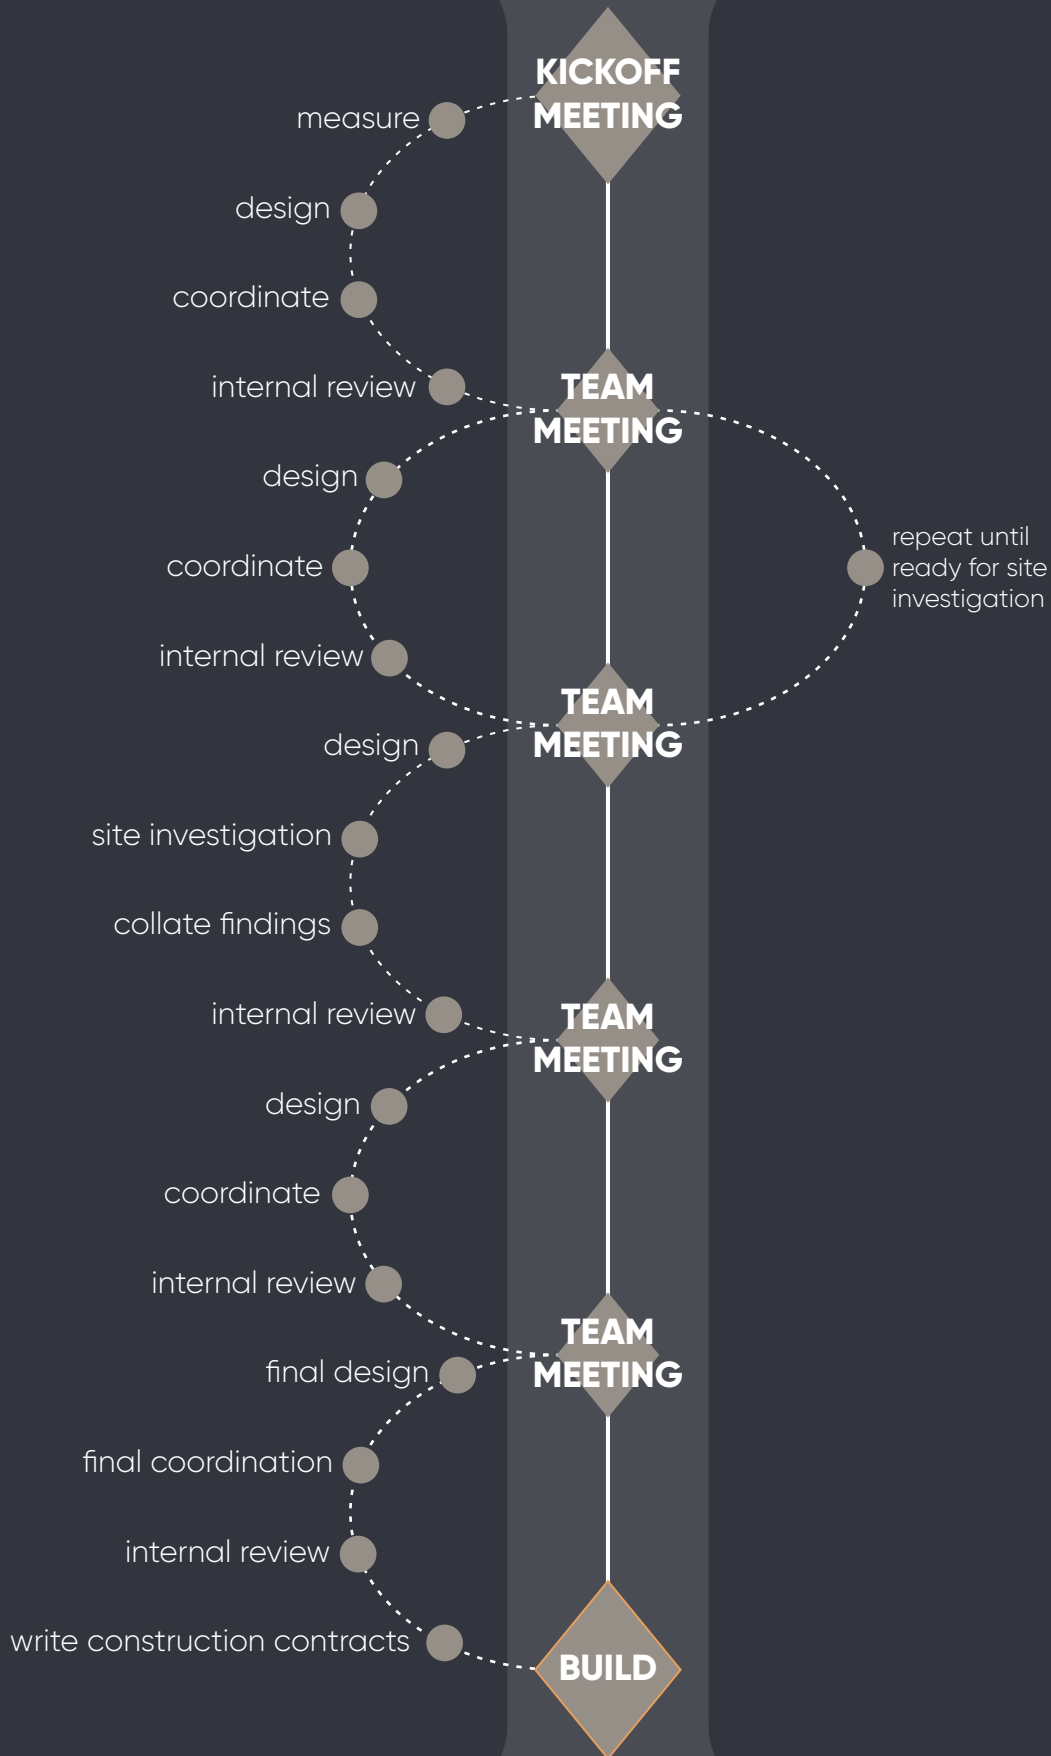 KICKOFF
MEETING
measure
design
coordinate
internal review
TEAM
MEETING
design
coordinate
repeat until
ready for site
investigation
internal review
TEAM
MEETING
design
site investigation
collate findings
internal review
TEAM
MEETING
design
coordinate
internal review
TEAM
MEETING
final design
final coordination
internal review
write construction contracts
BUILD